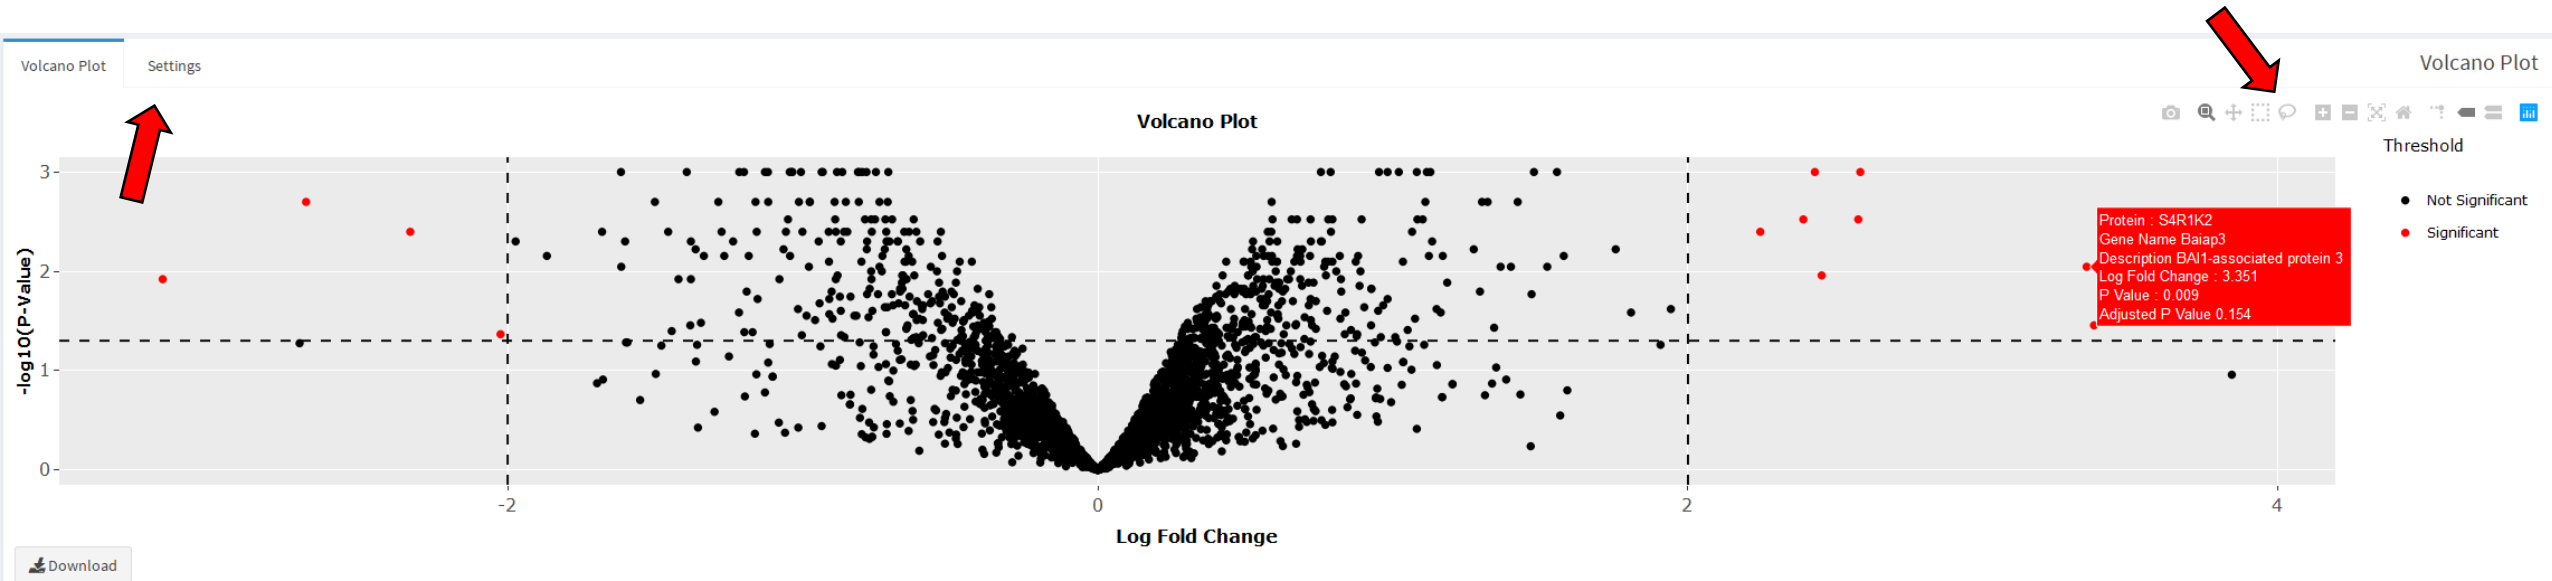 Volcano Plot
Settings
Volcano Plot
Volcano Plot
Threshold
Not Significant
Significant
Protein : S4R1K2
Gene Name Baiap3
Description BAI1-associated protein 3
Log Fold Change : 3.351
P Value : 0.009
Adjusted P Value 0.154
-log10(P-Value)
3
2
1
0
-2
0
2
4
Log Fold Change
Download